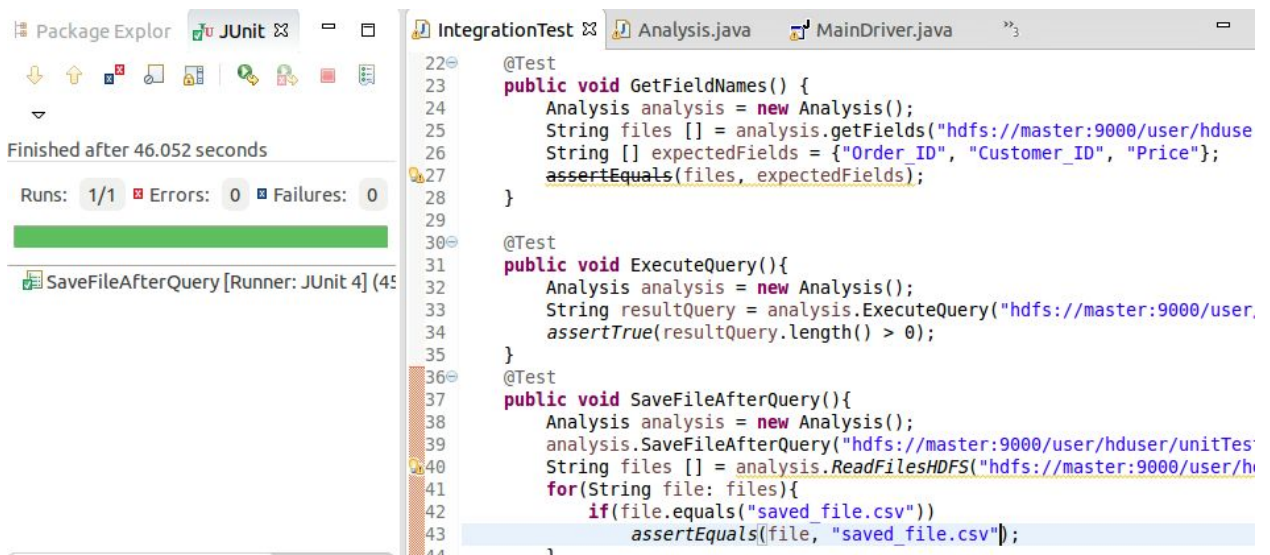 Package Explor JUnit
Finished after 46.052 seconds
Runs: 1/1 Errors: 0 Failures: 0
SaveFileAfterQuery [Runner: JUnit 4] (45
IntegrationTest Analysis.java MainDriver.java »3
22 @Test
23 public void GetFieldNames() {
24 Analysis analysis = new Analysis();
25 String files [] = analysis.getFields("hdfs://master:9000/user/hduse
26 String [] expectedFields = {"Order_ID", "Customer_ID", "Price"};
27 assertEquals(files, expectedFields);
28 }
29
30 @Test
31 public void ExecuteQuery(){
32 Analysis analysis = new Analysis();
33 String resultQuery = analysis.ExecuteQuery("hdfs://master:9000/user,
34 assertTrue(resultQuery.length() > 0);
35 }
36 @Test
37 public void SaveFileAfterQuery(){
38 Analysis analysis = new Analysis();
39 analysis.SaveFileAfterQuery("hdfs://master:9000/user/hduser/unitTes
40 String files [] = analysis.ReadFilesHDFS("hdfs://master:9000/user/h
41 for(String file: files){
42 if(file.equals("saved_file.csv"))
43 assertEquals(file, "saved_file.csv");
44 }